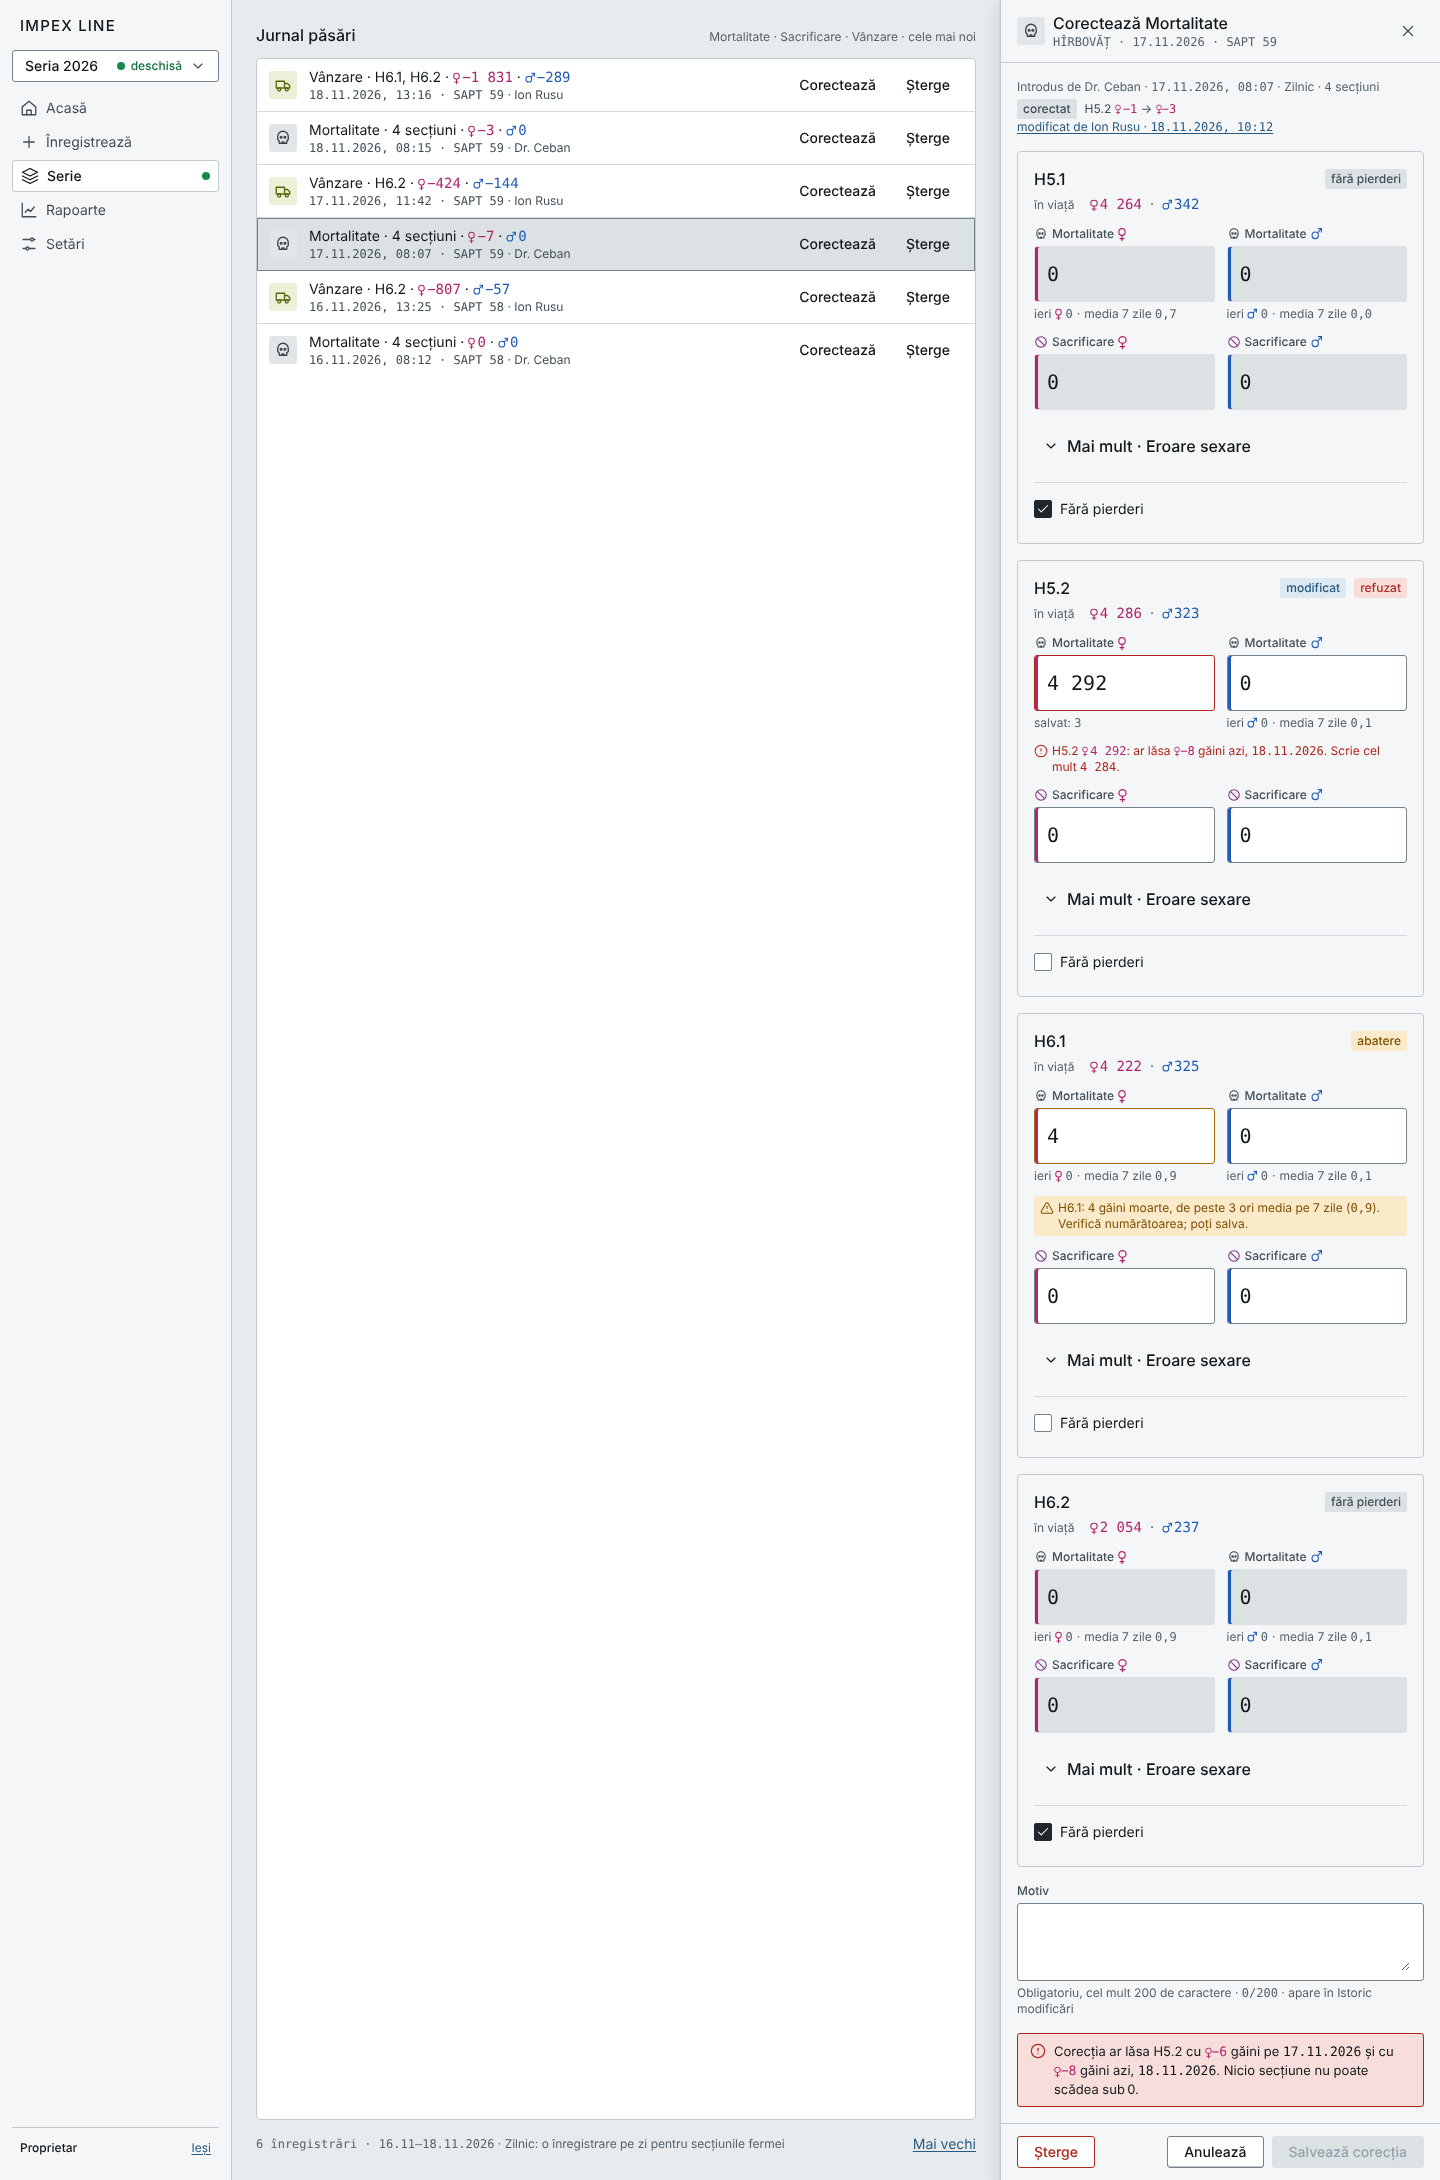 IMPEX LINE
Seria 2026 deschisă
Acasă
Înregistrează
Serie
Rapoarte
Setări
Proprietar Ieși
Jurnal păsări Mortalitate · Sacrificare · Vânzare · cele mai noi
Vânzare · H6.1, H6.2 · ♀−1 831 · ♂−289
18.11.2026, 13:16 · SAPT 59 · Ion Rusu
Corectează Șterge
Mortalitate · 4 secțiuni · ♀−3 · ♂0
18.11.2026, 08:15 · SAPT 59 · Dr. Ceban
Corectează Șterge
Vânzare · H6.2 · ♀−424 · ♂−144
17.11.2026, 11:42 · SAPT 59 · Ion Rusu
Corectează Șterge
Mortalitate · 4 secțiuni · ♀−7 · ♂0
17.11.2026, 08:07 · SAPT 59 · Dr. Ceban
Corectează Șterge
Vânzare · H6.2 · ♀−807 · ♂−57
16.11.2026, 13:25 · SAPT 58 · Ion Rusu
Corectează Șterge
Mortalitate · 4 secțiuni · ♀0 · ♂0
16.11.2026, 08:12 · SAPT 58 · Dr. Ceban
Corectează Șterge
6 înregistrări · 16.11–18.11.2026 · Zilnic: o înregistrare pe zi pentru secțiunile fermei Mai vechi
Corectează Mortalitate
HÎRBOVĂȚ · 17.11.2026 · SAPT 59
Introdus de Dr. Ceban · 17.11.2026, 08:07 · Zilnic · 4 secțiuni
corectat H5.2 ♀−1 → ♀−3
modificat de Ion Rusu · 18.11.2026, 10:12
H5.1 fără pierderi
în viață ♀4 264 · ♂342
Mortalitate ♀ Mortalitate ♂
0 0
ieri ♀ 0 · media 7 zile 0,7 ieri ♂ 0 · media 7 zile 0,0
Sacrificare ♀ Sacrificare ♂
0 0
Mai mult · Eroare sexare
Fără pierderi
H5.2 modificat refuzat
în viață ♀4 286 · ♂323
Mortalitate ♀ Mortalitate ♂
4 292 0
salvat: 3 ieri ♂ 0 · media 7 zile 0,1
H5.2 ♀4 292: ar lăsa ♀−8 găini azi, 18.11.2026. Scrie cel
mult 4 284.
Sacrificare ♀ Sacrificare ♂
0 0
Mai mult · Eroare sexare
Fără pierderi
H6.1 abatere
în viață ♀4 222 · ♂325
Mortalitate ♀ Mortalitate ♂
4 0
ieri ♀ 0 · media 7 zile 0,9 ieri ♂ 0 · media 7 zile 0,1
H6.1: 4 găini moarte, de peste 3 ori media pe 7 zile (0,9).
Verifică numărătoarea; poți salva.
Sacrificare ♀ Sacrificare ♂
0 0
Mai mult · Eroare sexare
Fără pierderi
H6.2 fără pierderi
în viață ♀2 054 · ♂237
Mortalitate ♀ Mortalitate ♂
0 0
ieri ♀ 0 · media 7 zile 0,9 ieri ♂ 0 · media 7 zile 0,1
Sacrificare ♀ Sacrificare ♂
0 0
Mai mult · Eroare sexare
Fără pierderi
Motiv
Obligatoriu, cel mult 200 de caractere · 0/200 · apare în Istoric
modificări
Corecția ar lăsa H5.2 cu ♀−6 găini pe 17.11.2026 și cu
♀−8 găini azi, 18.11.2026. Nicio secțiune nu poate
scădea sub 0.
Șterge Anulează Salvează corecția